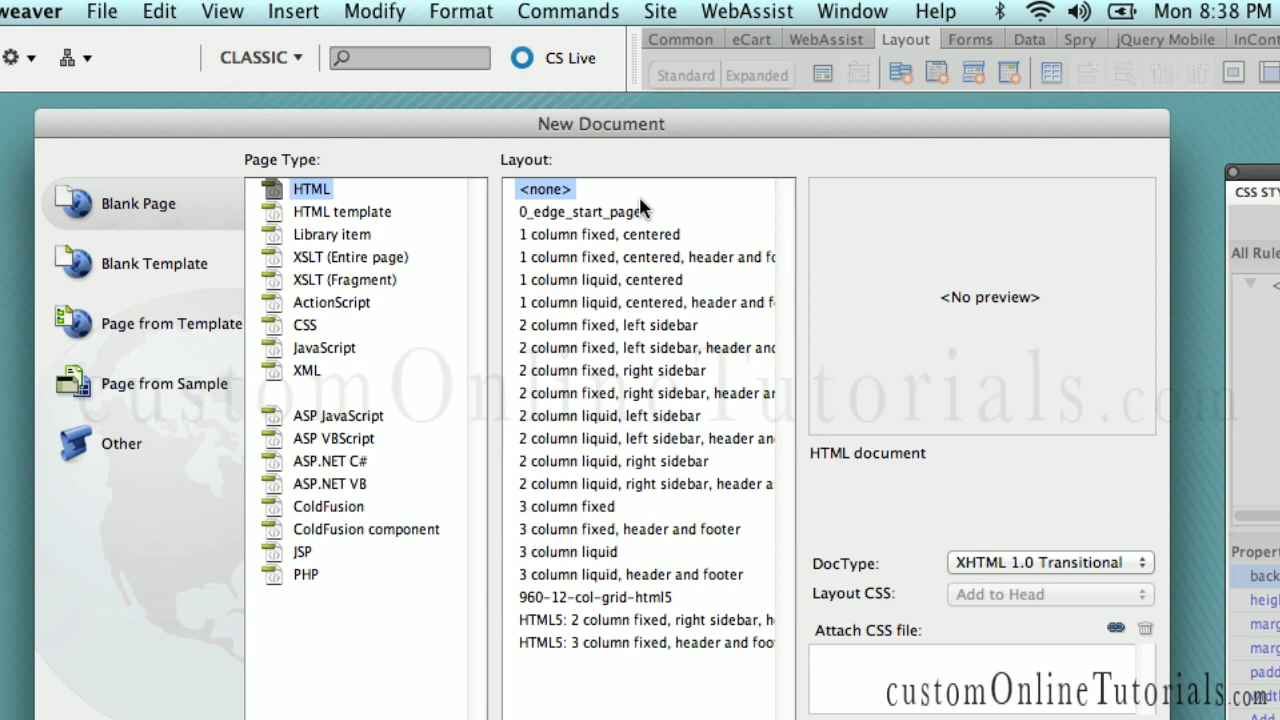 weaver File Edit View Insert Modify Format Commands Site WebAssist Window Help Mon 8:38 PM
CLASSIC CS Live
Common eCart WebAssist Layout Forms Data Spry jQuery Mobile InCont
Standard Expanded
New Document
Page Type: Layout:
Blank Page
Blank Template
Page from Template
Page from Sample
Other
HTML
HTML template
Library item
XSLT (Entire page)
XSLT (Fragment)
ActionScript
CSS
JavaScript
XML
ASP JavaScript
ASP VBScript
ASP.NET C#
ASP.NET VB
ColdFusion
ColdFusion component
JSP
PHP
<none>
0_edge_start_page
1 column fixed, centered
1 column fixed, centered, header and fo
1 column liquid, centered
1 column liquid, centered, header and f
2 column fixed, left sidebar
2 column fixed, left sidebar, header and
2 column fixed, right sidebar
2 column fixed, right sidebar, header ar
2 column liquid, left sidebar
2 column liquid, left sidebar, header an
2 column liquid, right sidebar
2 column liquid, right sidebar, header a
3 column fixed
3 column fixed, header and footer
3 column liquid
3 column liquid, header and footer
960-12-col-grid-html5
HTML5: 2 column fixed, right sidebar, h
HTML5: 3 column fixed, header and foo
<No preview>
HTML document
DocType: XHTML 1.0 Transitional
Layout CSS: Add to Head
Attach CSS file:
CSS STY
All Rule
<
Propert
back
heig
marg
marg
padd
customOnlineTutorials.com
customOnlineTutorials.com